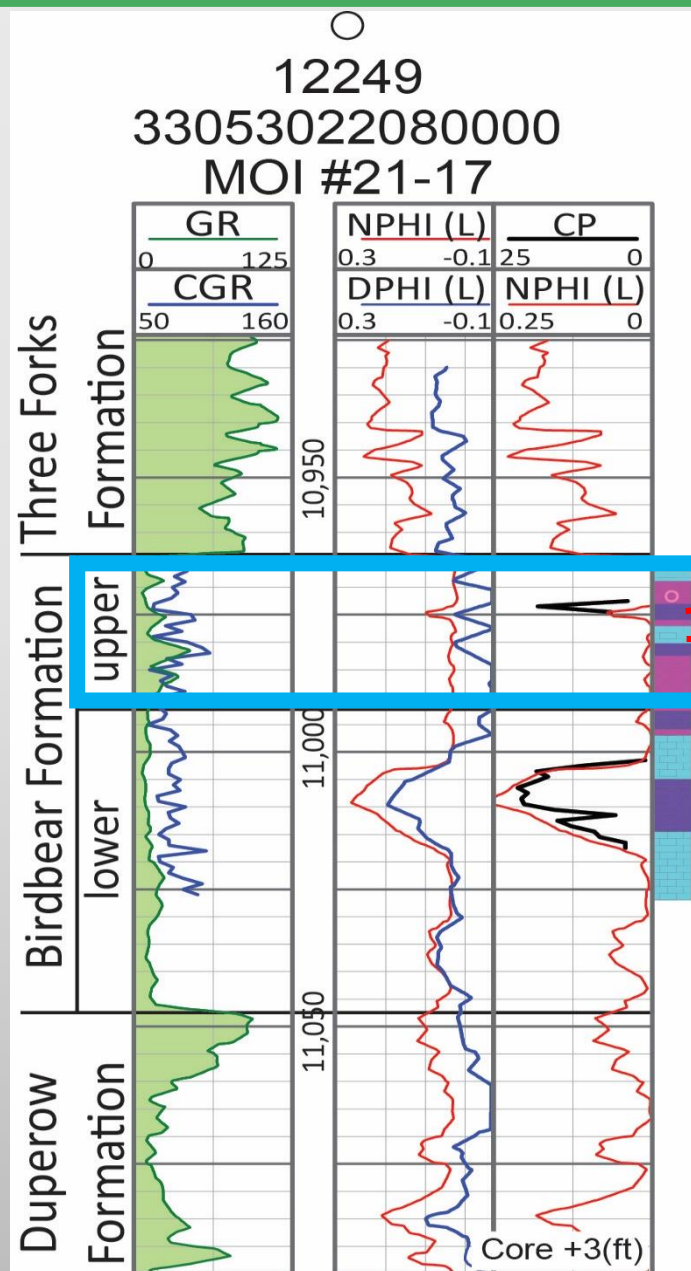 12249
33053022080000
MOI #21-17
GR
0 125
CGR
50 160
NPHI (L)
0.3 -0.1
DPHI (L)
0.3 -0.1
CP
25 0
NPHI (L)
0.25 0
Three Forks
Formation
10,950
Birdbear Formation
upper
lower
11,000
11,050
Duperow
Formation
Core +3(ft)